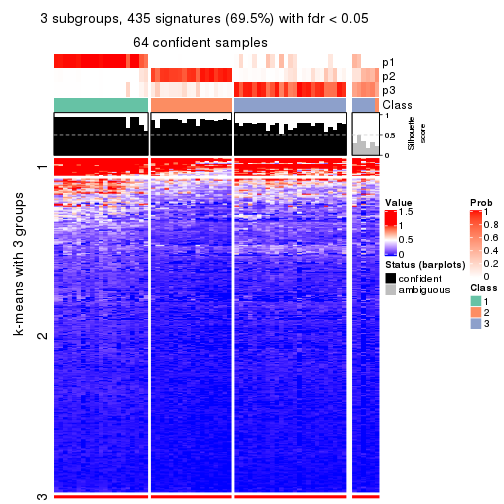 3 subgroups, 435 signatures (69.5%) with fdr < 0.05
64 confident samples
p1
p2
p3
Class
1
0.5
0
Silhouette
score
k-means with 3 groups
1
2
3
Value
1.5
1
0.5
0
Status (barplots)
confident
ambiguous
Prob
1
0.8
0.6
0.4
0.2
0
Class
1
2
3